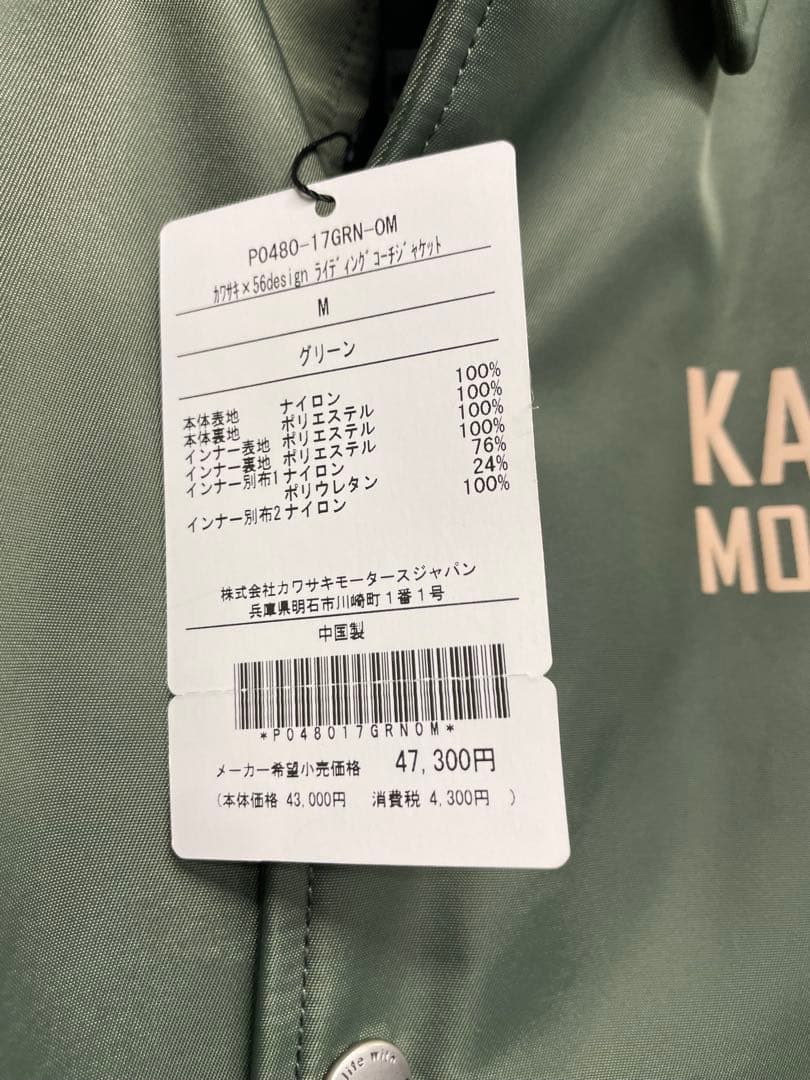 P0480-17GRN-0M
ｶﾜｻｷ×56design ﾗｲﾃﾞｨﾝｸﾞｺｰﾁｼﾞｬｹｯﾄ
M
グリーン
本体表地 ナイロン 100%
本体裏地 ポリエステル 100%
インナー表地 ポリエステル 100%
インナー裏地 ポリエステル 100%
インナー別布1 ナイロン 76%
ポリウレタン 24%
インナー別布2 ナイロン 100%
株式会社カワサキモータースジャパン
兵庫県明石市川崎町１番１号
中国製
*P048017GRN0M*
メーカー希望小売価格 47,300円
(本体価格 43,000円 消費税 4,300円 )
KA
MO
life with